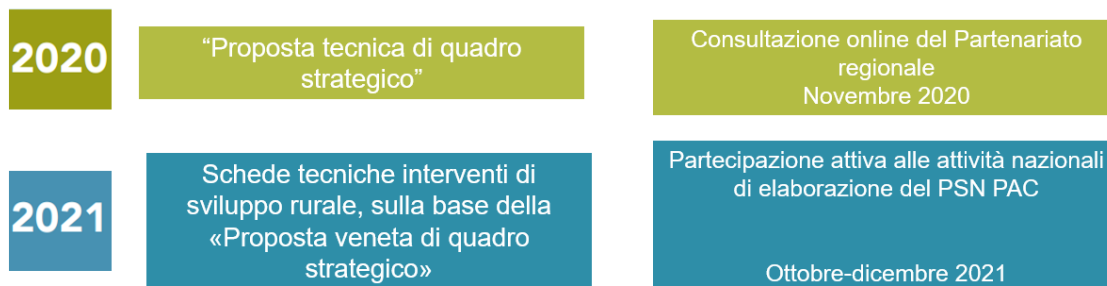 2020
“Proposta tecnica di quadro
strategico”
Consultazione online del Partenariato
regionale
Novembre 2020
2021
Schede tecniche interventi di
sviluppo rurale, sulla base della
«Proposta veneta di quadro
strategico»
Partecipazione attiva alle attività nazionali
di elaborazione del PSN PAC
Ottobre-dicembre 2021